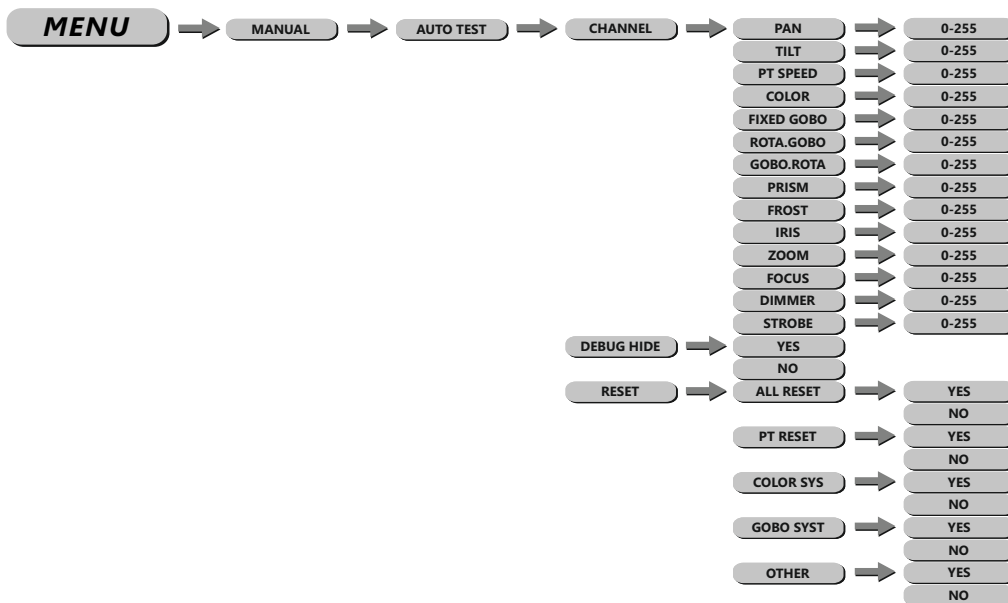 MENU MANUAL AUTO TEST CHANNEL PAN 0-255
TILT 0-255
PT SPEED 0-255
COLOR 0-255
FIXED GOBO 0-255
ROTA.GOBO 0-255
GOBO.ROTA 0-255
PRISM 0-255
FROST 0-255
IRIS 0-255
ZOOM 0-255
FOCUS 0-255
DIMMER 0-255
STROBE 0-255
DEBUG HIDE YES
NO
RESET ALL RESET YES
NO
PT RESET YES
NO
COLOR SYS YES
NO
GOBO SYST YES
NO
OTHER YES
NO